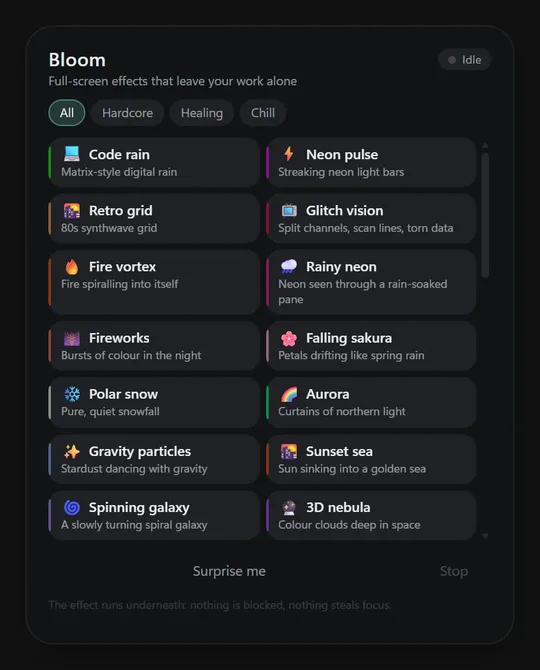 Bloom
Idle
Full-screen effects that leave your work alone
All
Hardcore
Healing
Chill
Code rain
Matrix-style digital rain
Neon pulse
Streaking neon light bars
Retro grid
80s synthwave grid
Glitch vision
Split channels, scan lines, torn data
Fire vortex
Fire spiralling into itself
Rainy neon
Neon seen through a rain-soaked
pane
Fireworks
Bursts of colour in the night
Falling sakura
Petals drifting like spring rain
Polar snow
Pure, quiet snowfall
Aurora
Curtains of northern light
Gravity particles
Stardust dancing with gravity
Sunset sea
Sun sinking into a golden sea
Spinning galaxy
A slowly turning spiral galaxy
3D nebula
Colour clouds deep in space
Surprise me
Stop
The effect runs underneath: nothing is blocked, nothing steals focus.